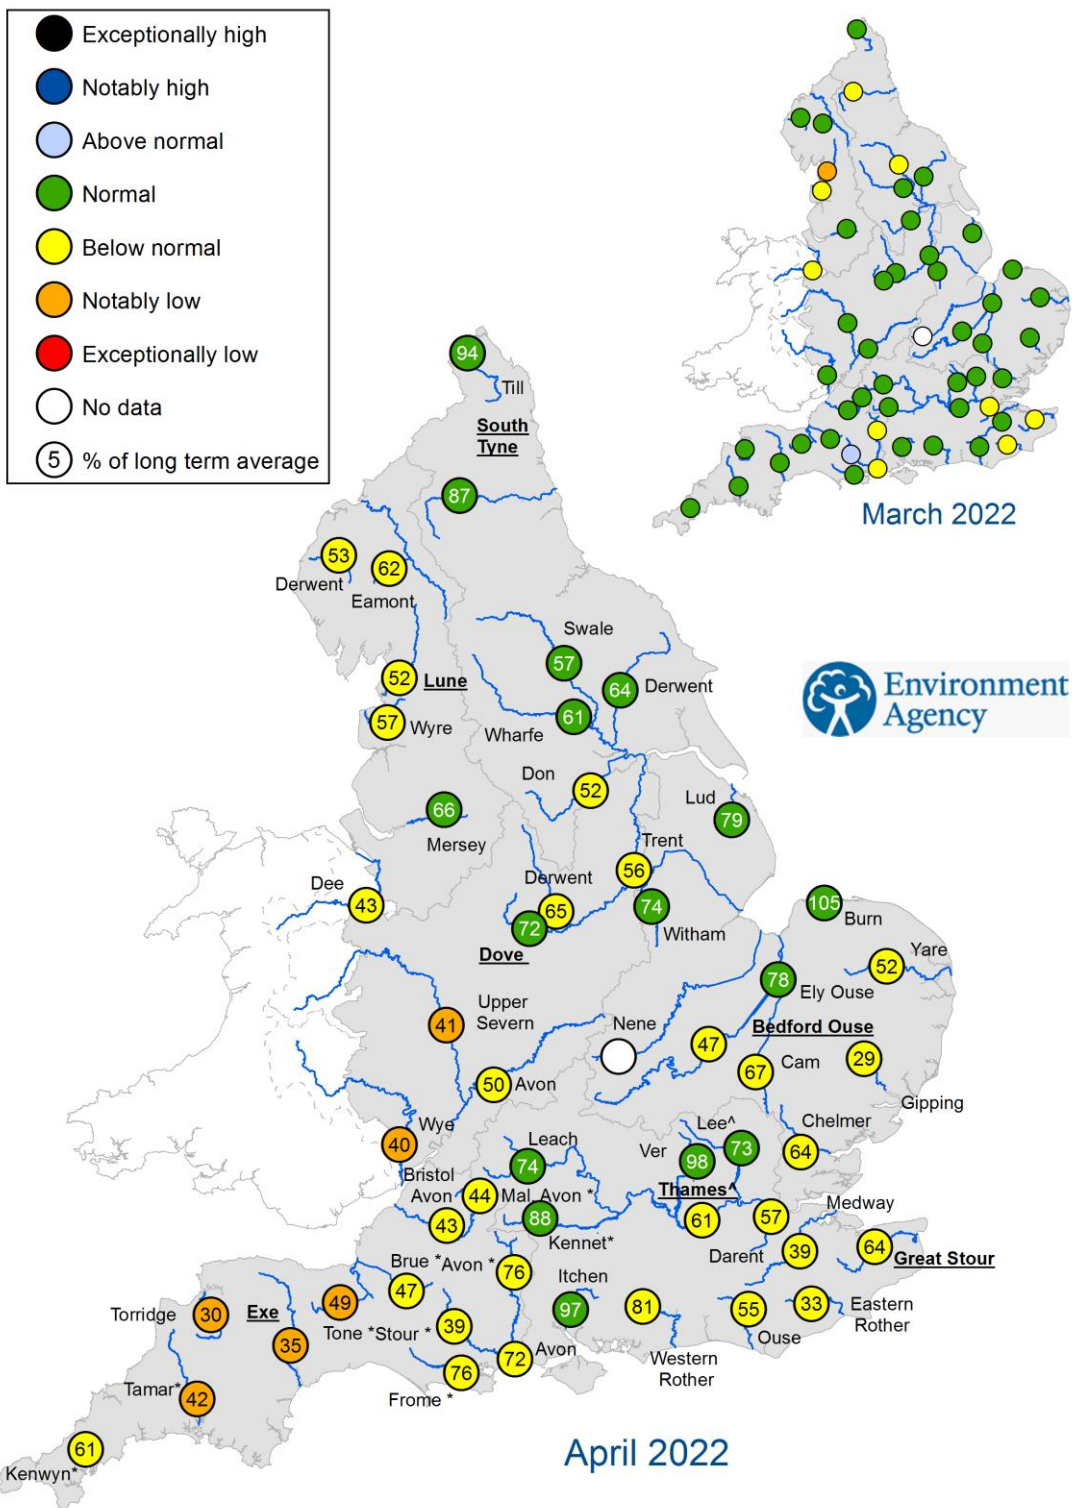 Exceptionally high
Notably high
Above normal
Normal
Below normal
Notably low
Exceptionally low
No data
5 % of long term average
March 2022
94
Till
South
Tyne
87
53
Derwent
62
Eamont
Swale
57
52
Lune
64
Derwent
57
Wyre
61
Wharfe
Environment
Agency
Don
52
66
Mersey
Lud
79
Trent
56
Dee
43
Derwent
65
72
Dove
74
Witham
105
Burn
Yare
52
78
Ely Ouse
Upper
Severn
41
Nene
Bedford Ouse
47
67
Cam
29
Gipping
50
Avon
Wye
40
Leach
74
Lee^
73
Ver
98
Chelmer
64
Bristol
Avon
44
43
Mal. Avon *
88
Kennet*
Thames^
61
57
Darent
Medway
39
64
Great Stour
Brue *
47
Avon *
76
Itchen
97
81
Western
Rother
55
Ouse
33
Eastern
Rother
Torridge
30
Exe
35
49
Tone *
Stour *
39
72
Avon
76
Frome *
Tamar*
42
61
Kenwyn*
April 2022